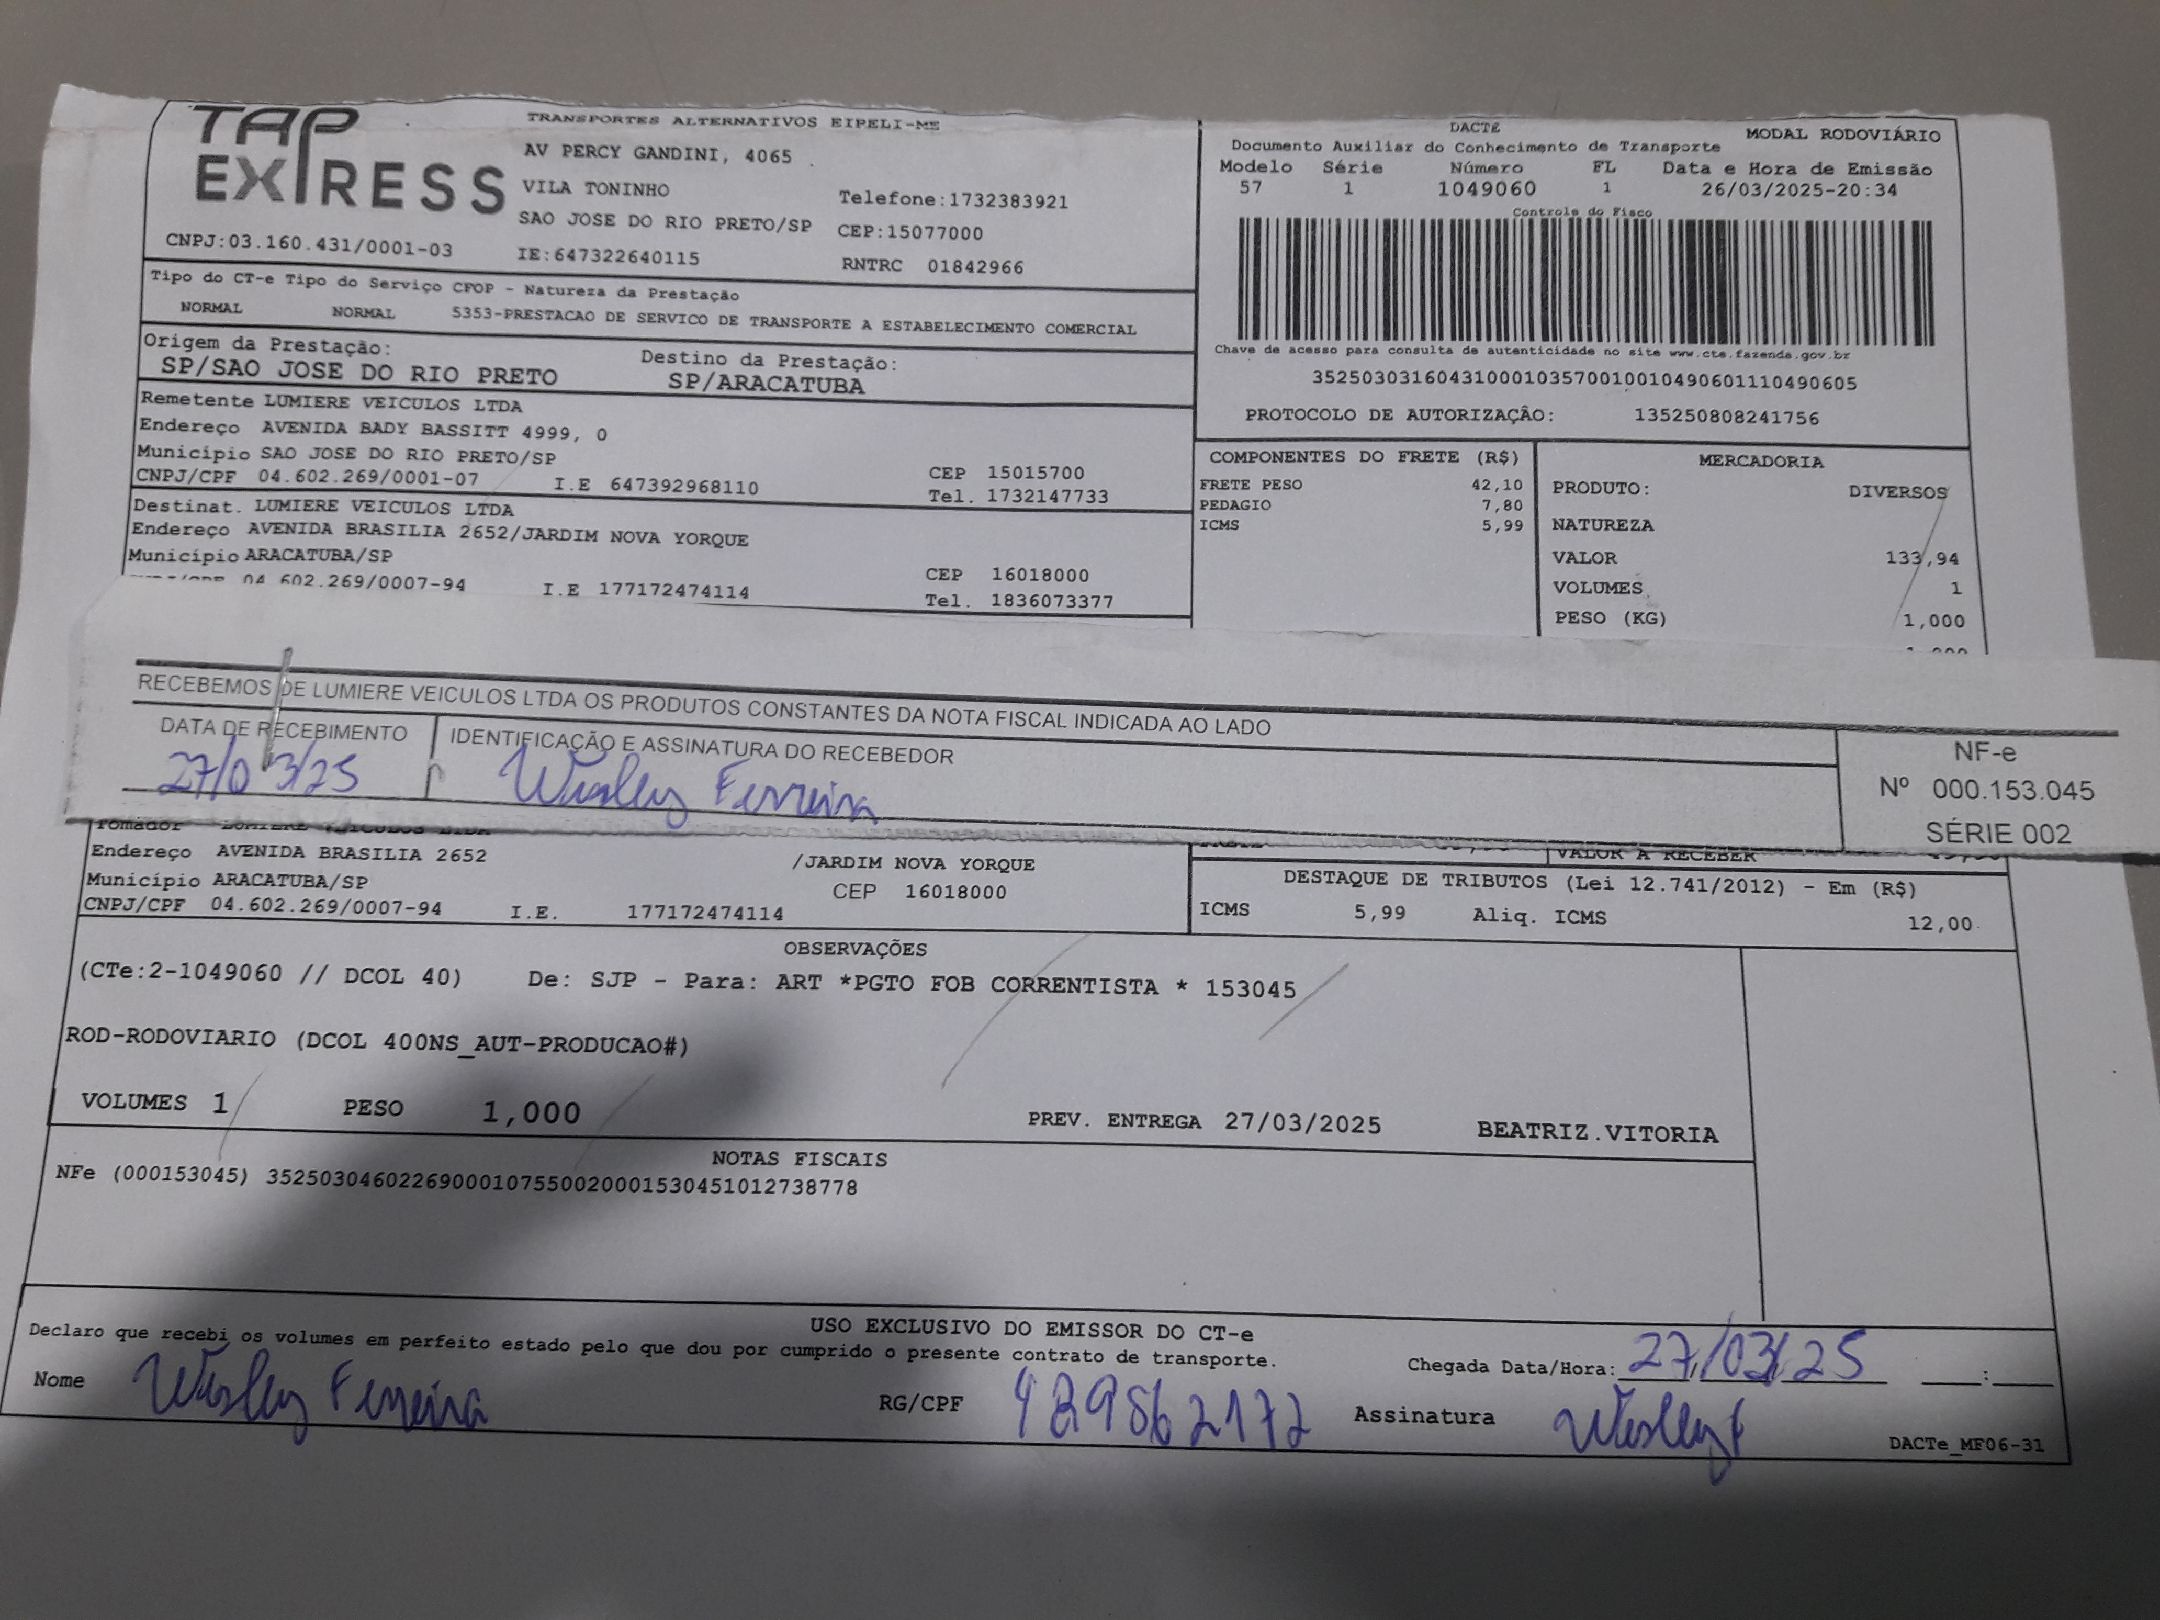 TAP EXPRESS
TRANSPORTES ALTERNATIVOS EIPELI-ME
AV PERCY GANDINI, 4065
VILA TONINHO Telefone:1732383921
SAO JOSE DO RIO PRETO/SP CEP:15077000
CNPJ:03.160.431/0001-03 IE:647322640115 RNTRC 01842966
Tipo do CT-e Tipo do Serviço CFOP - Natureza da Prestação
NORMAL NORMAL 5353-PRESTACAO DE SERVICO DE TRANSPORTE A ESTABELECIMENTO COMERCIAL
Origem da Prestação: Destino da Prestação:
SP/SAO JOSE DO RIO PRETO SP/ARACATUBA
Remetente LUMIERE VEICULOS LTDA
Endereço AVENIDA BADY BASSITT 4999, 0
Município SAO JOSE DO RIO PRETO/SP CEP 15015700
CNPJ/CPF 04.602.269/0001-07 I.E 647392968110 Tel. 1732147733
Destinat. LUMIERE VEICULOS LTDA
Endereço AVENIDA BRASILIA 2652/JARDIM NOVA YORQUE
Município ARACATUBA/SP CEP 16018000
04.602.269/0007-94 I.E 177172474114 Tel. 1836073377
DACTE MODAL RODOVIÁRIO
Documento Auxiliar do Conhecimento de Transporte
Modelo Série Número FL Data e Hora de Emissão
57 1 1049060 1 26/03/2025-20:34
Controle do Fisco
Chave de acesso para consulta de autenticidade no site www.cte.fazenda.gov.br
35250303160431000103570010010490601110490605
PROTOCOLO DE AUTORIZAÇÃO: 135250808241756
COMPONENTES DO FRETE (R$)
FRETE PESO 42,10
PEDAGIO 7,80
ICMS 5,99
MERCADORIA
PRODUTO: DIVERSOS
NATUREZA
VALOR 133,94
VOLUMES 1
PESO (KG) 1,000
RECEBEMOS DE LUMIERE VEICULOS LTDA OS PRODUTOS CONSTANTES DA NOTA FISCAL INDICADA AO LADO
DATA DE RECEBIMENTO IDENTIFICAÇÃO E ASSINATURA DO RECEBEDOR
27/03/25 Wesley Ferreira
NF-e
Nº 000.153.045
SÉRIE 002
Tomador LUMIERE VEICULOS LTDA
Endereço AVENIDA BRASILIA 2652 /JARDIM NOVA YORQUE
Município ARACATUBA/SP CEP 16018000
CNPJ/CPF 04.602.269/0007-94 I.E. 177172474114
VALOR A RECEBER
DESTAQUE DE TRIBUTOS (Lei 12.741/2012) - Em (R$)
ICMS 5,99 Aliq. ICMS 12,00
OBSERVAÇÕES
(CTe:2-1049060 // DCOL 40) De: SJP - Para: ART *PGTO FOB CORRENTISTA * 153045
ROD-RODOVIARIO (DCOL 400NS_AUT-PRODUCAO#)
VOLUMES 1 PESO 1,000 PREV. ENTREGA 27/03/2025 BEATRIZ.VITORIA
NOTAS FISCAIS
NFe (000153045) 35250304602269000107550020001530451012738778
USO EXCLUSIVO DO EMISSOR DO CT-e
Declaro que recebi os volumes em perfeito estado pelo que dou por cumprido o presente contrato de transporte.
Chegada Data/Hora: 27/03/25 :
Nome Wesley Ferreira RG/CPF 489562172 Assinatura Wesley F
DACTe_MF06-31